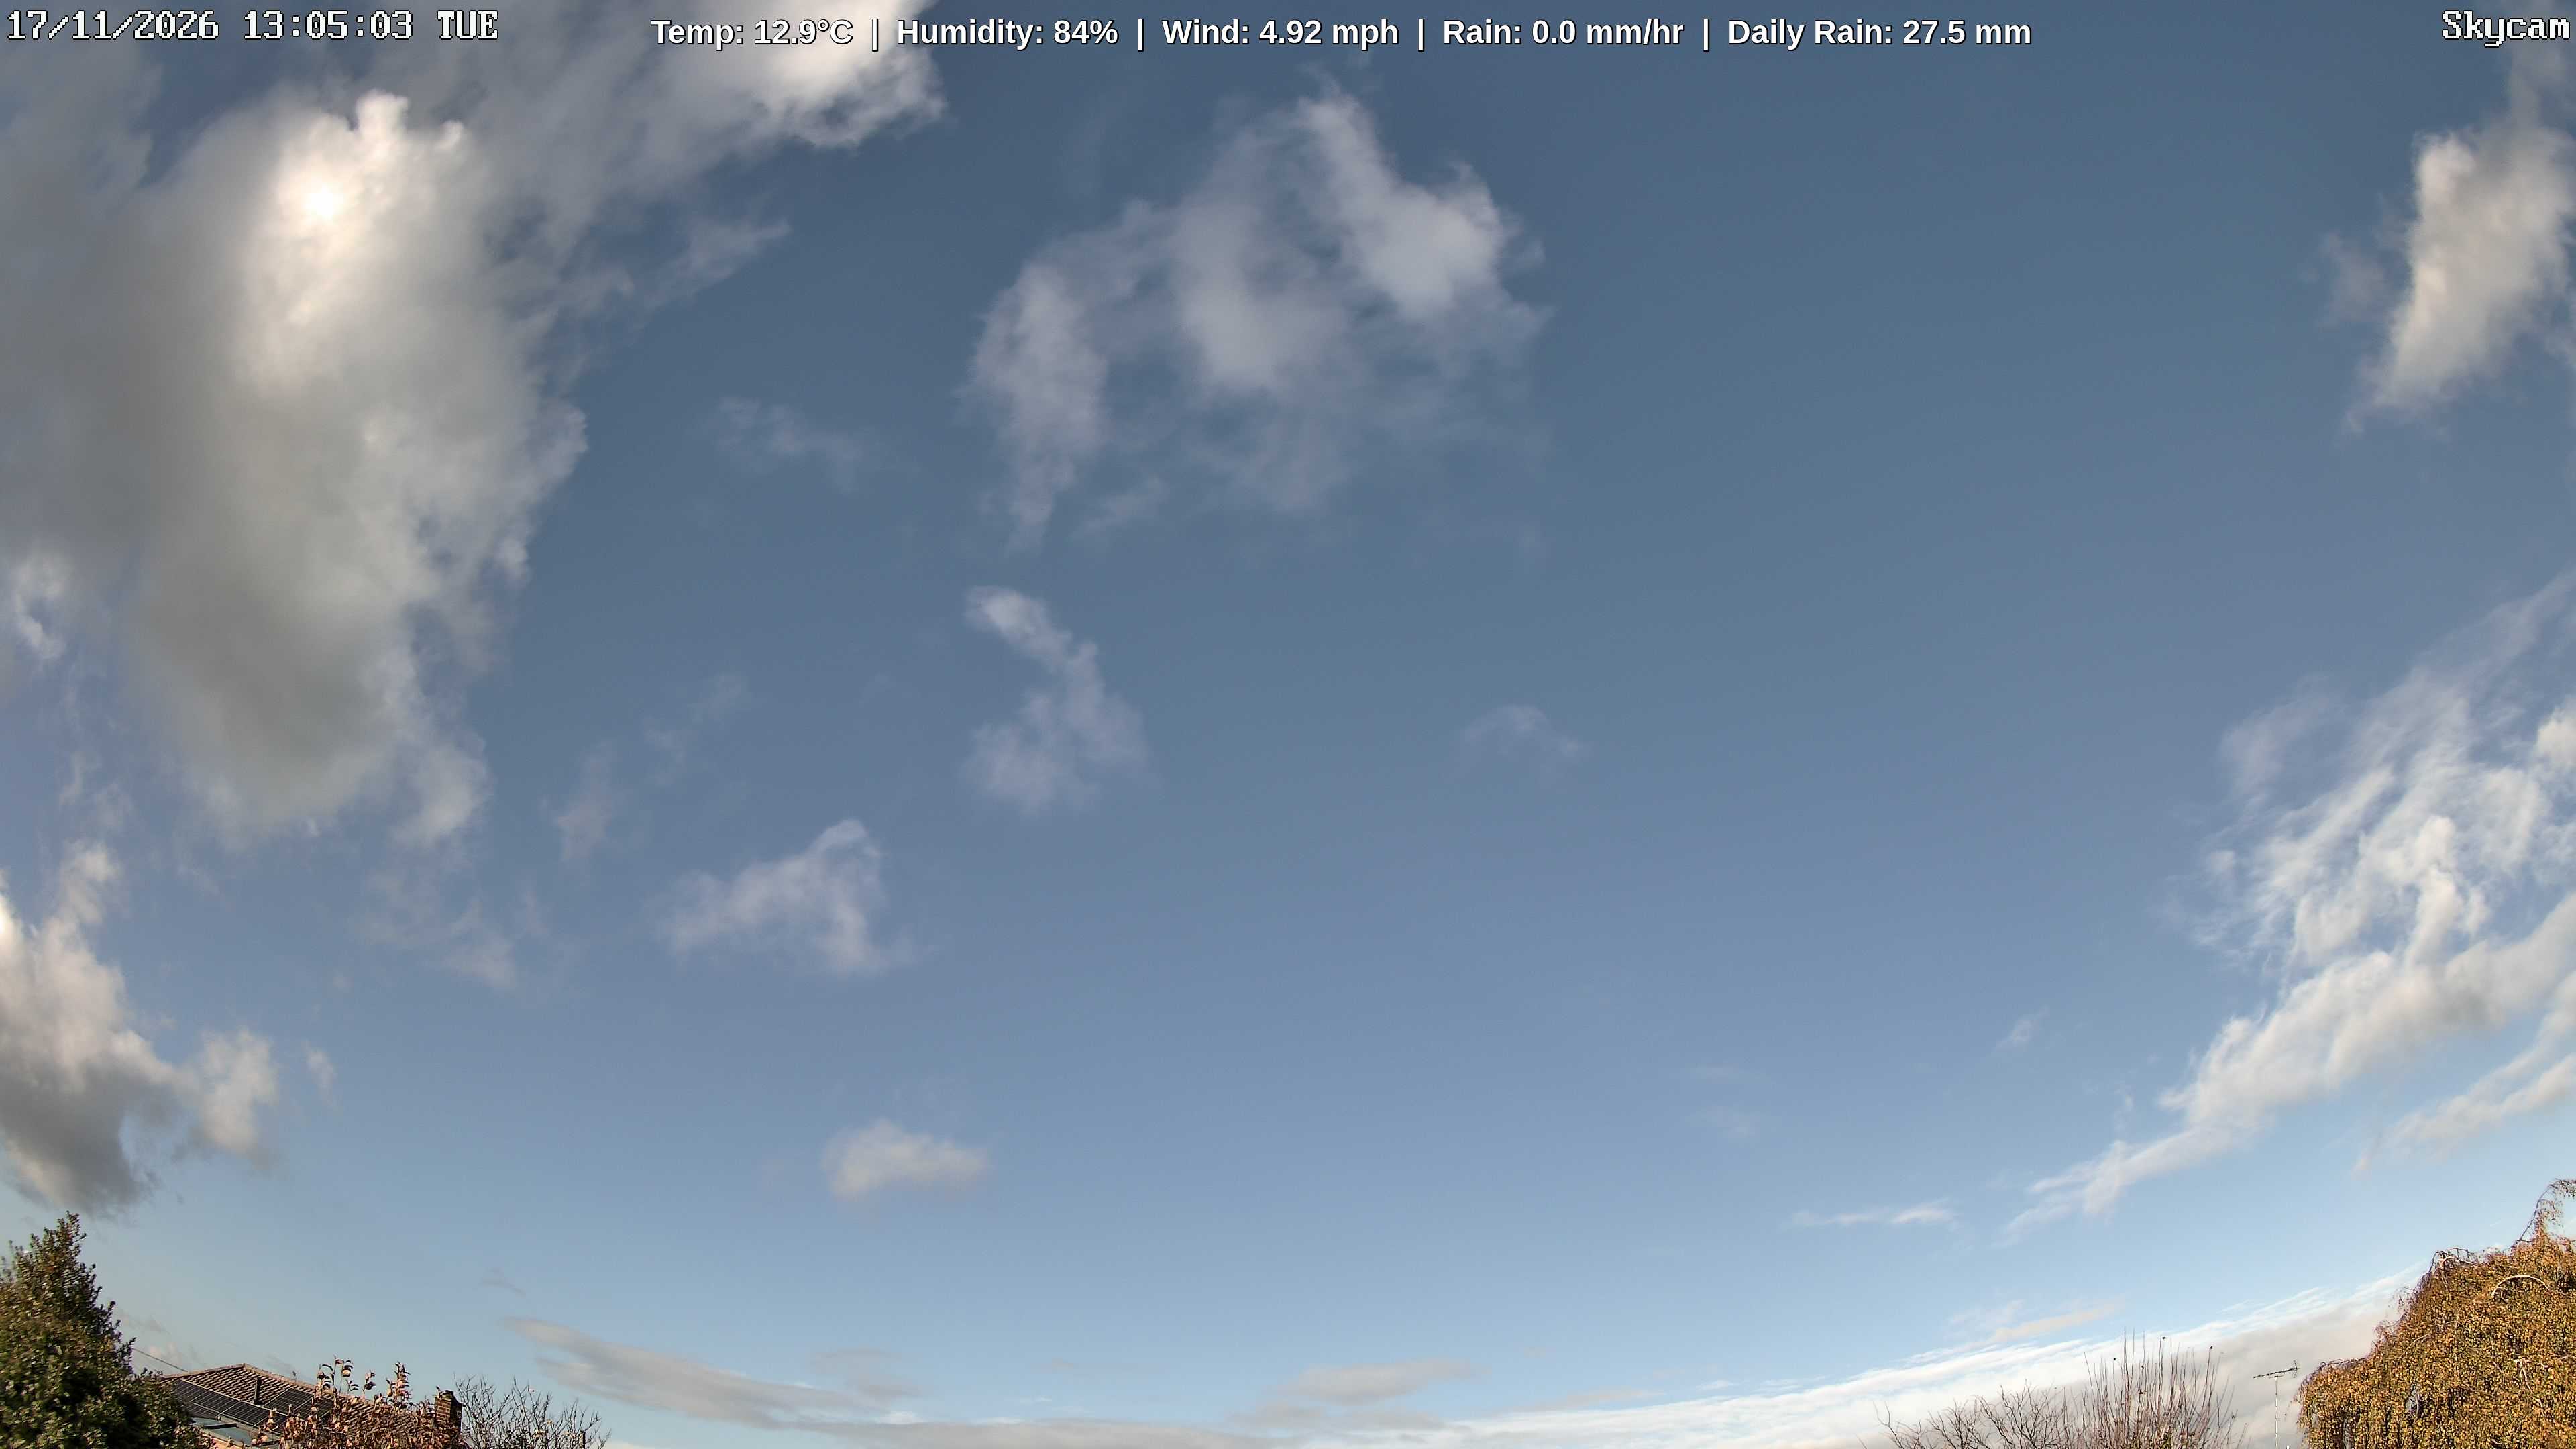 17/11/2026 13:05:03 TUE
Temp: 12.9°C | Humidity: 84% | Wind: 4.92 mph | Rain: 0.0 mm/hr | Daily Rain: 27.5 mm
Skycam